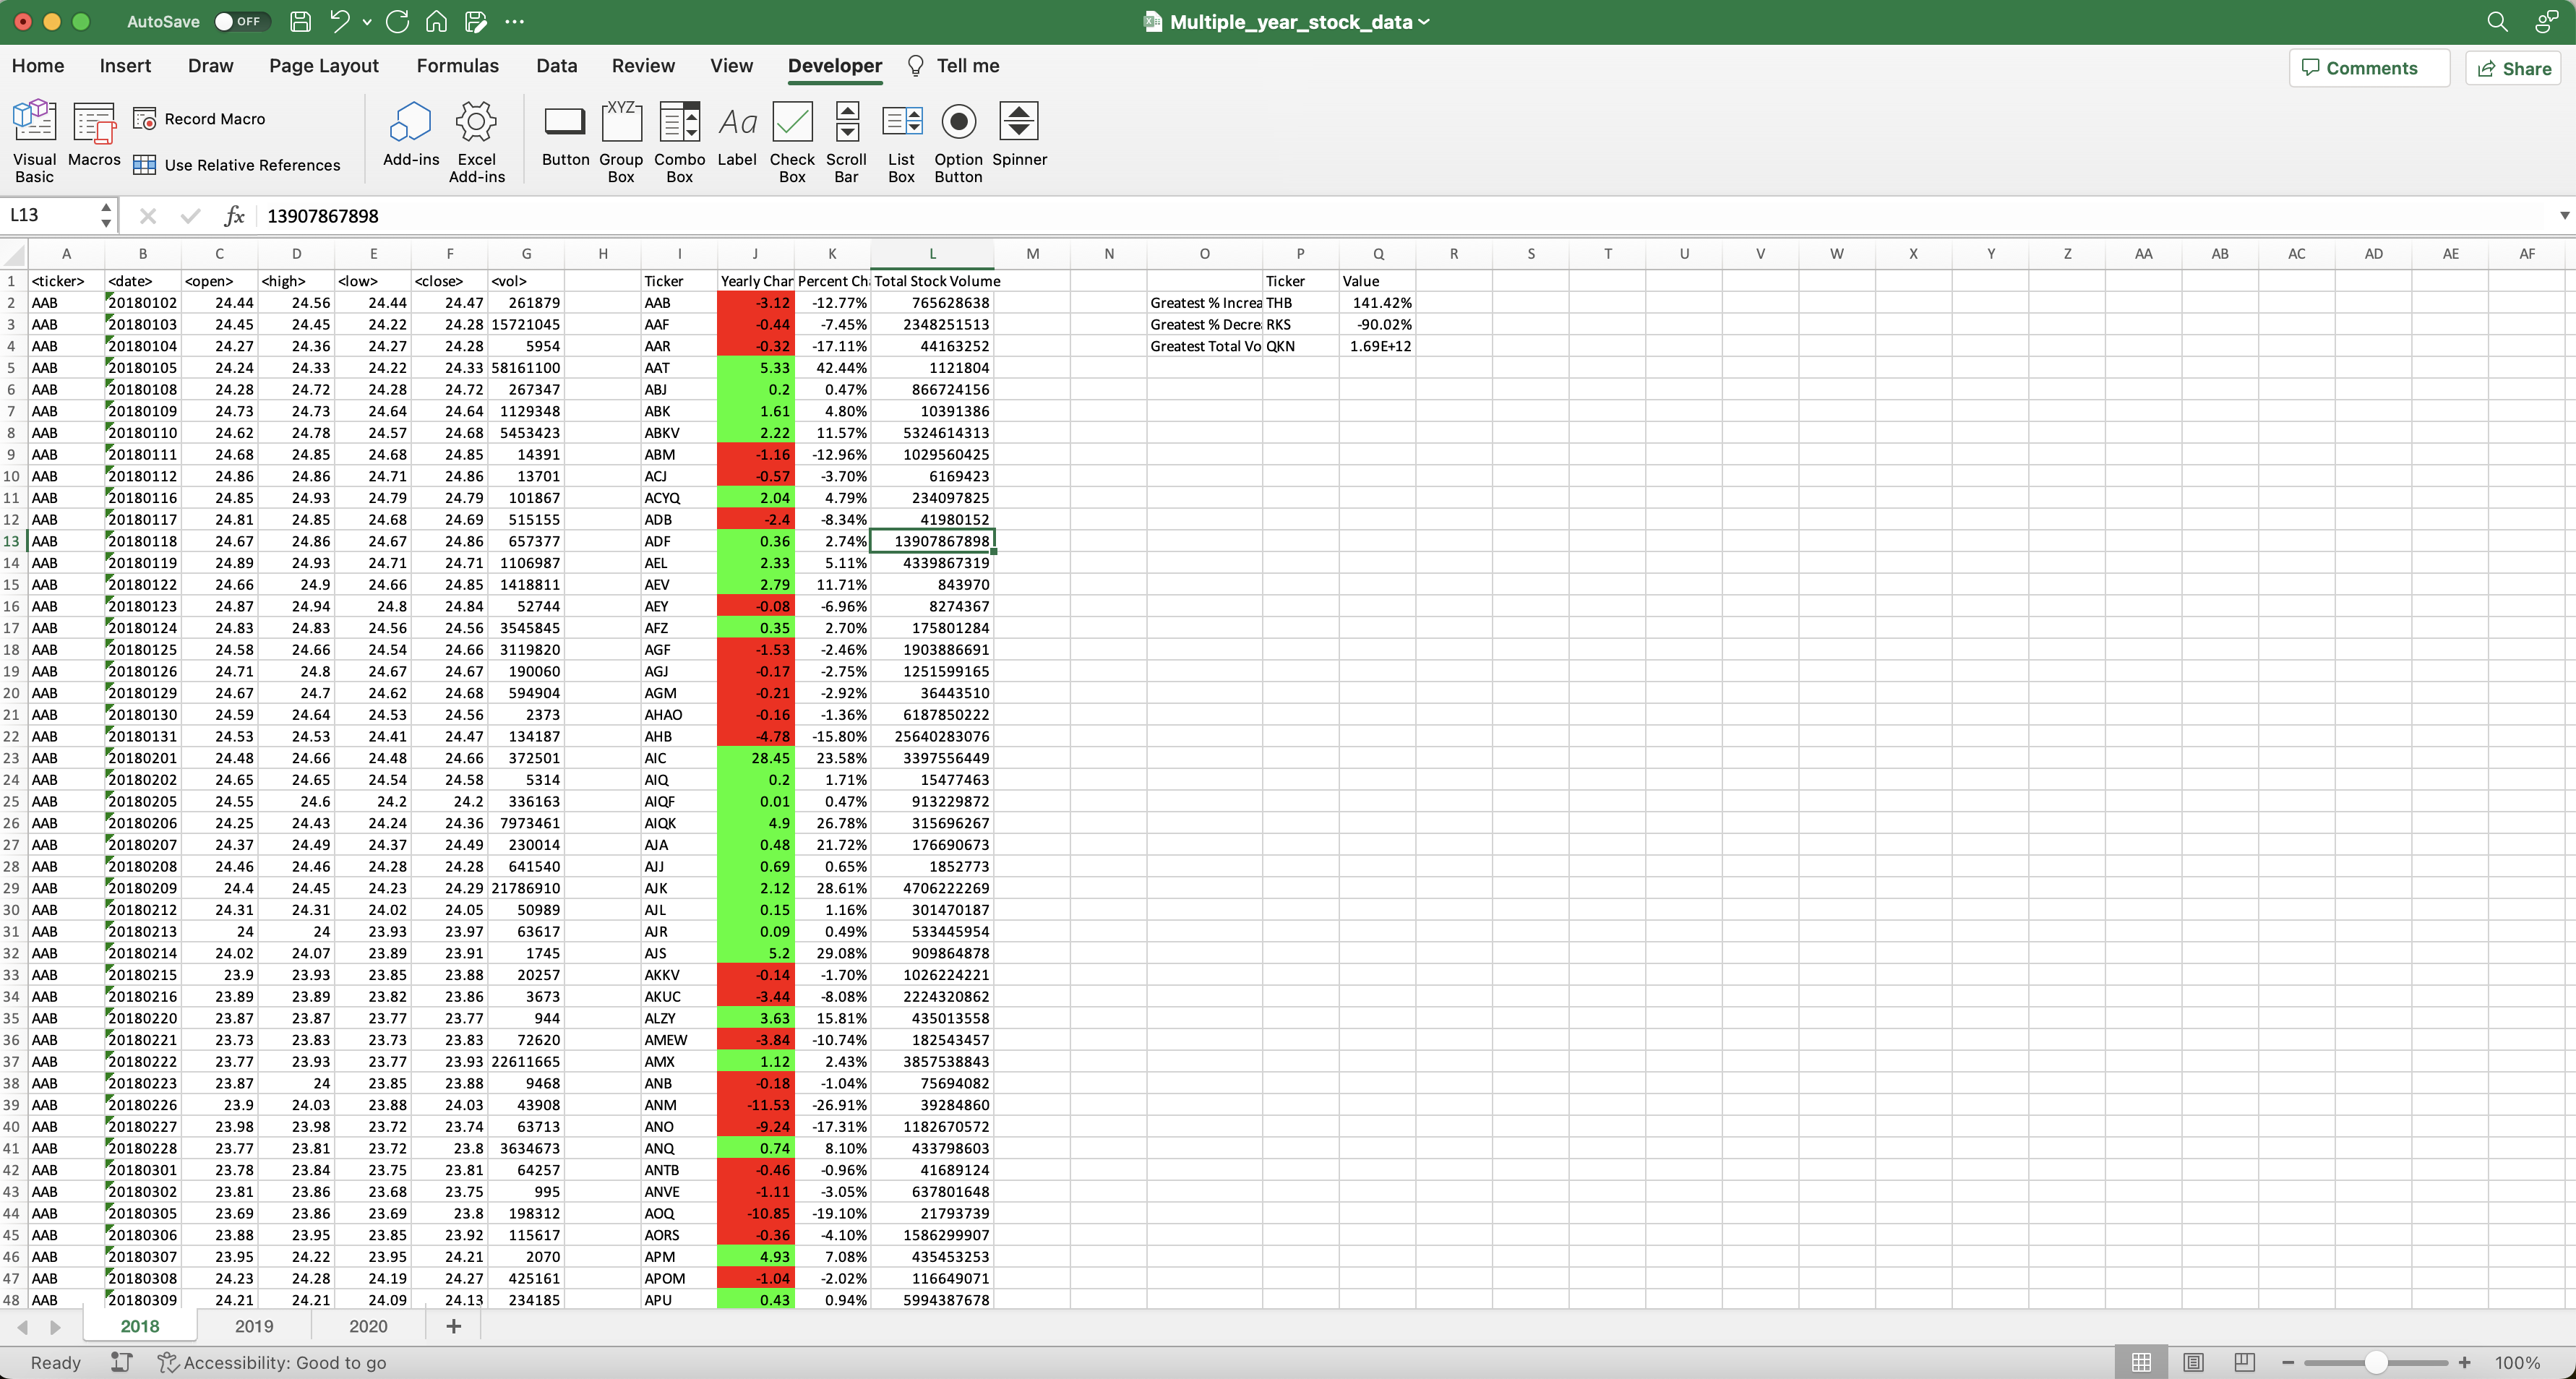 AutoSave OFF Multiple_year_stock_data
Home Insert Draw Page Layout Formulas Data Review View Developer Tell me Comments Share
Visual Basic Macros Record Macro Use Relative References Add-ins Excel Add-ins Button Group Box Combo Box Label Check Box Scroll Bar List Box Option Button Spinner
XYZ Aa
L13 fx 13907867898
A B C D E F G H I J K L M N O P Q R S T U V W X Y Z AA AB AC AD AE AF
1 <ticker> <date> <open> <high> <low> <close> <vol> Ticker Yearly Char Percent Ch Total Stock Volume Ticker Value
2 AAB 20180102 24.44 24.56 24.44 24.47 261879 AAB -3.12 -12.77% 765628638 Greatest % Increa THB 141.42%
3 AAB 20180103 24.45 24.45 24.22 24.28 15721045 AAF -0.44 -7.45% 2348251513 Greatest % Decre RKS -90.02%
4 AAB 20180104 24.27 24.36 24.27 24.28 5954 AAR -0.32 -17.11% 44163252 Greatest Total Vo QKN 1.69E+12
5 AAB 20180105 24.24 24.33 24.22 24.33 58161100 AAT 5.33 42.44% 1121804
6 AAB 20180108 24.28 24.72 24.28 24.72 267347 ABJ 0.2 0.47% 866724156
7 AAB 20180109 24.73 24.73 24.64 24.64 1129348 ABK 1.61 4.80% 10391386
8 AAB 20180110 24.62 24.78 24.57 24.68 5453423 ABKV 2.22 11.57% 5324614313
9 AAB 20180111 24.68 24.85 24.68 24.85 14391 ABM -1.16 -12.96% 1029560425
10 AAB 20180112 24.86 24.86 24.71 24.86 13701 ACJ -0.57 -3.70% 6169423
11 AAB 20180116 24.85 24.93 24.79 24.79 101867 ACYQ 2.04 4.79% 234097825
12 AAB 20180117 24.81 24.85 24.68 24.69 515155 ADB -2.4 -8.34% 41980152
13 AAB 20180118 24.67 24.86 24.67 24.86 657377 ADF 0.36 2.74% 13907867898
14 AAB 20180119 24.89 24.93 24.71 24.71 1106987 AEL 2.33 5.11% 4339867319
15 AAB 20180122 24.66 24.9 24.66 24.85 1418811 AEV 2.79 11.71% 843970
16 AAB 20180123 24.87 24.94 24.8 24.84 52744 AEY -0.08 -6.96% 8274367
17 AAB 20180124 24.83 24.83 24.56 24.56 3545845 AFZ 0.35 2.70% 175801284
18 AAB 20180125 24.58 24.66 24.54 24.66 3119820 AGF -1.53 -2.46% 1903886691
19 AAB 20180126 24.71 24.8 24.67 24.67 190060 AGJ -0.17 -2.75% 1251599165
20 AAB 20180129 24.67 24.7 24.62 24.68 594904 AGM -0.21 -2.92% 36443510
21 AAB 20180130 24.59 24.64 24.53 24.56 2373 AHAO -0.16 -1.36% 6187850222
22 AAB 20180131 24.53 24.53 24.41 24.47 134187 AHB -4.78 -15.80% 25640283076
23 AAB 20180201 24.48 24.66 24.48 24.66 372501 AIC 28.45 23.58% 3397556449
24 AAB 20180202 24.65 24.65 24.54 24.58 5314 AIQ 0.2 1.71% 15477463
25 AAB 20180205 24.55 24.6 24.2 24.2 336163 AIQF 0.01 0.47% 913229872
26 AAB 20180206 24.25 24.43 24.24 24.36 7973461 AIQK 4.9 26.78% 315696267
27 AAB 20180207 24.37 24.49 24.37 24.49 230014 AJA 0.48 21.72% 176690673
28 AAB 20180208 24.46 24.46 24.28 24.28 641540 AJJ 0.69 0.65% 1852773
29 AAB 20180209 24.4 24.45 24.23 24.29 21786910 AJK 2.12 28.61% 4706222269
30 AAB 20180212 24.31 24.31 24.02 24.05 50989 AJL 0.15 1.16% 301470187
31 AAB 20180213 24 24 23.93 23.97 63617 AJR 0.09 0.49% 533445954
32 AAB 20180214 24.02 24.07 23.89 23.91 1745 AJS 5.2 29.08% 909864878
33 AAB 20180215 23.9 23.93 23.85 23.88 20257 AKKV -0.14 -1.70% 1026224221
34 AAB 20180216 23.89 23.89 23.82 23.86 3673 AKUC -3.44 -8.08% 2224320862
35 AAB 20180220 23.87 23.87 23.77 23.77 944 ALZY 3.63 15.81% 435013558
36 AAB 20180221 23.73 23.83 23.73 23.83 72620 AMEW -3.84 -10.74% 182543457
37 AAB 20180222 23.77 23.93 23.77 23.93 22611665 AMX 1.12 2.43% 3857538843
38 AAB 20180223 23.87 24 23.85 23.88 9468 ANB -0.18 -1.04% 75694082
39 AAB 20180226 23.9 24.03 23.88 24.03 43908 ANM -11.53 -26.91% 39284860
40 AAB 20180227 23.98 23.98 23.72 23.74 63713 ANO -9.24 -17.31% 1182670572
41 AAB 20180228 23.77 23.81 23.72 23.8 3634673 ANQ 0.74 8.10% 433798603
42 AAB 20180301 23.78 23.84 23.75 23.81 64257 ANTB -0.46 -0.96% 41689124
43 AAB 20180302 23.81 23.86 23.68 23.75 995 ANVE -1.11 -3.05% 637801648
44 AAB 20180305 23.69 23.86 23.69 23.8 198312 AOQ -10.85 -19.10% 21793739
45 AAB 20180306 23.88 23.95 23.85 23.92 115617 AORS -0.36 -4.10% 1586299907
46 AAB 20180307 23.95 24.22 23.95 24.21 2070 APM 4.93 7.08% 435453253
47 AAB 20180308 24.23 24.28 24.19 24.27 425161 APOM -1.04 -2.02% 116649071
48 AAB 20180309 24.21 24.21 24.09 24.13 234185 APU 0.43 0.94% 5994387678
2018 2019 2020 +
Ready Accessibility: Good to go 100%